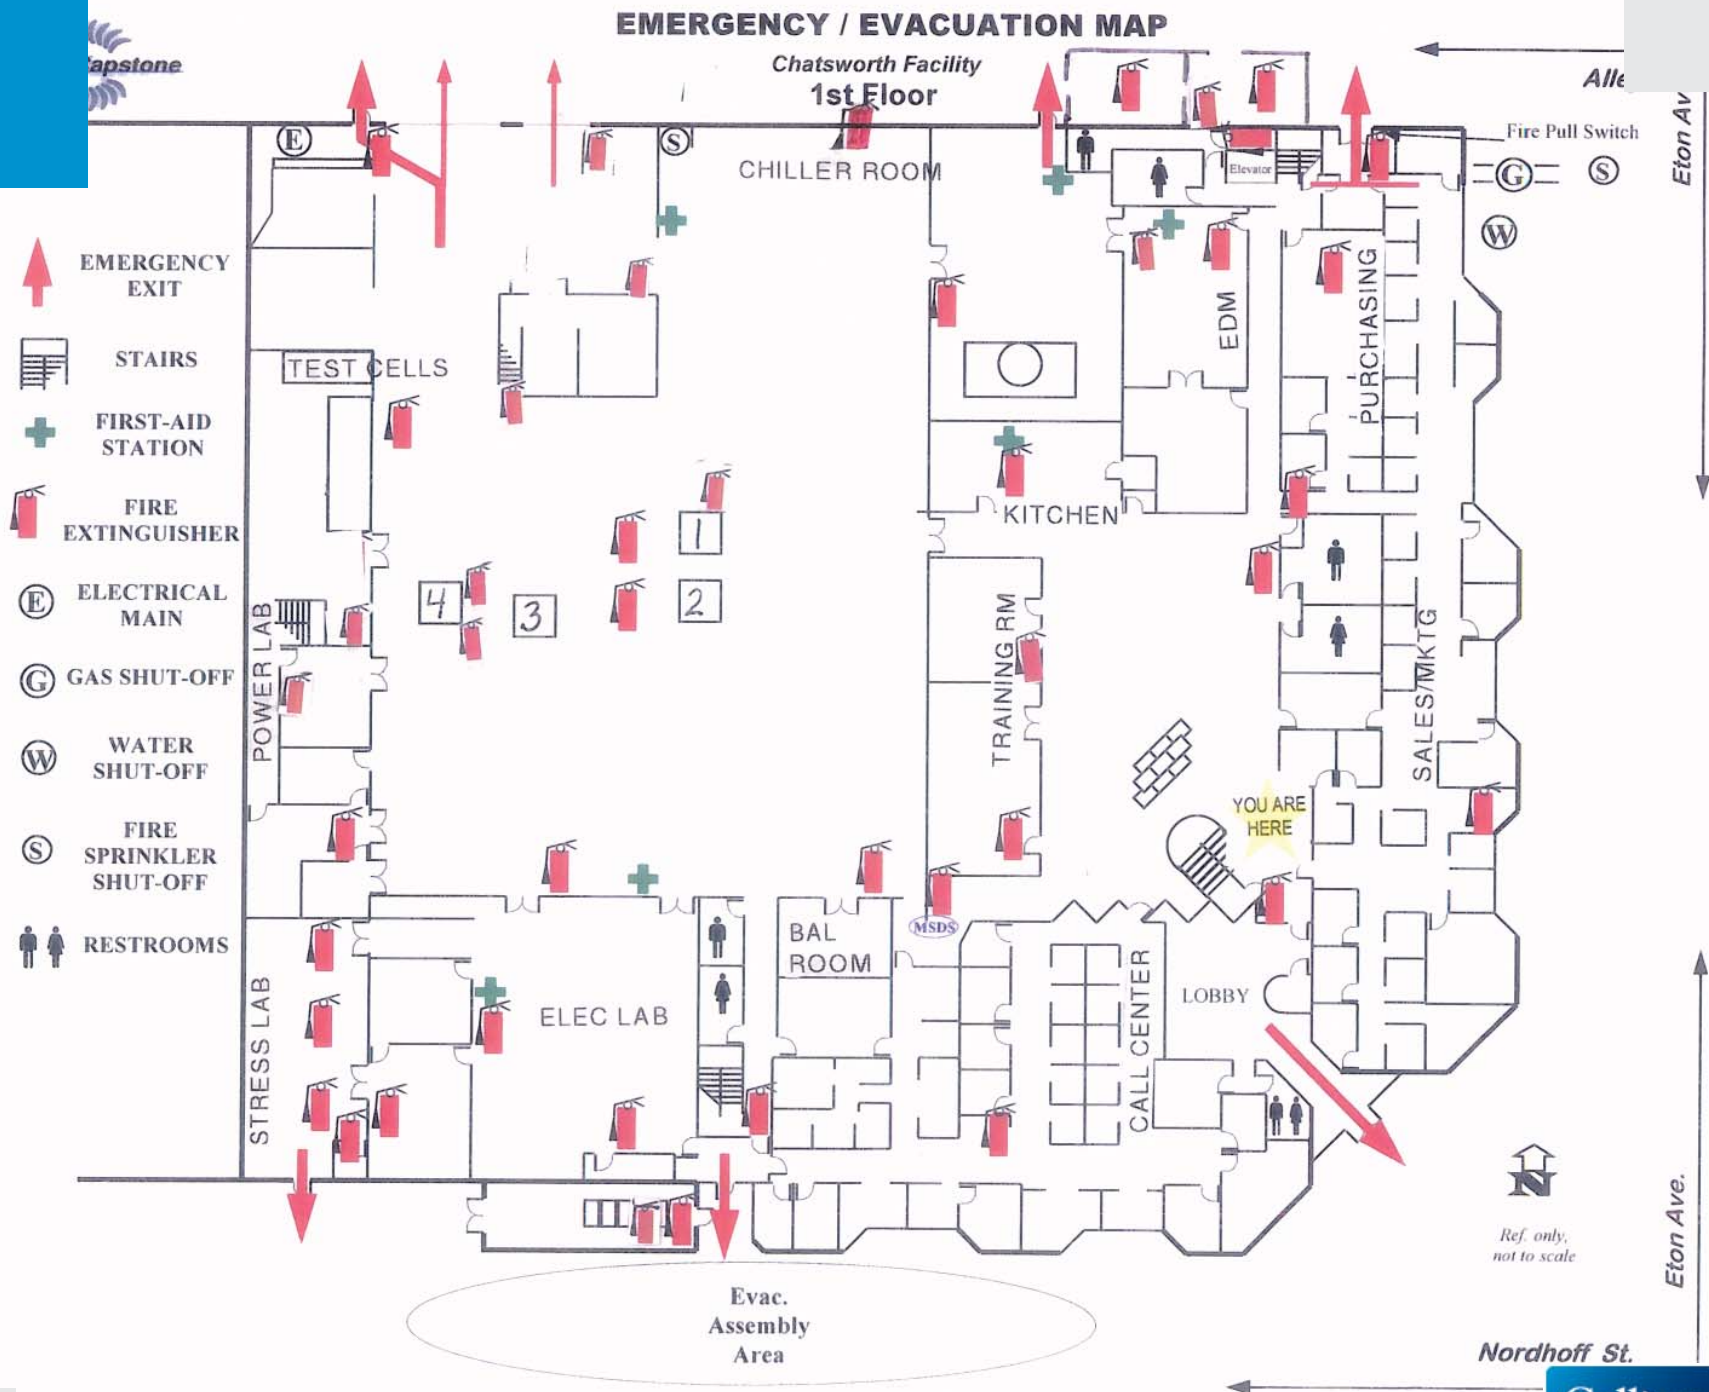 EMERGENCY / EVACUATION MAP
Chatsworth Facility
1st Floor
apstone
Eton Av
Fire Pull Switch
E
S
G
S
W
CHILLER ROOM
Elevator
EMERGENCY
EXIT
STAIRS
FIRST-AID
STATION
FIRE
EXTINGUISHER
E
ELECTRICAL
MAIN
G
GAS SHUT-OFF
W
WATER
SHUT-OFF
S
FIRE
SPRINKLER
SHUT-OFF
RESTROOMS
TEST CELLS
EDM
PURCHASING
KITCHEN
1
2
3
4
POWER LAB
TRAINING RM
SALES/MKTG
YOU ARE
HERE
MSDS
BAL
ROOM
ELEC LAB
STRESS LAB
CALL CENTER
LOBBY
N
Ref. only,
not to scale
Eton Ave.
Evac.
Assembly
Area
Nordhoff St.